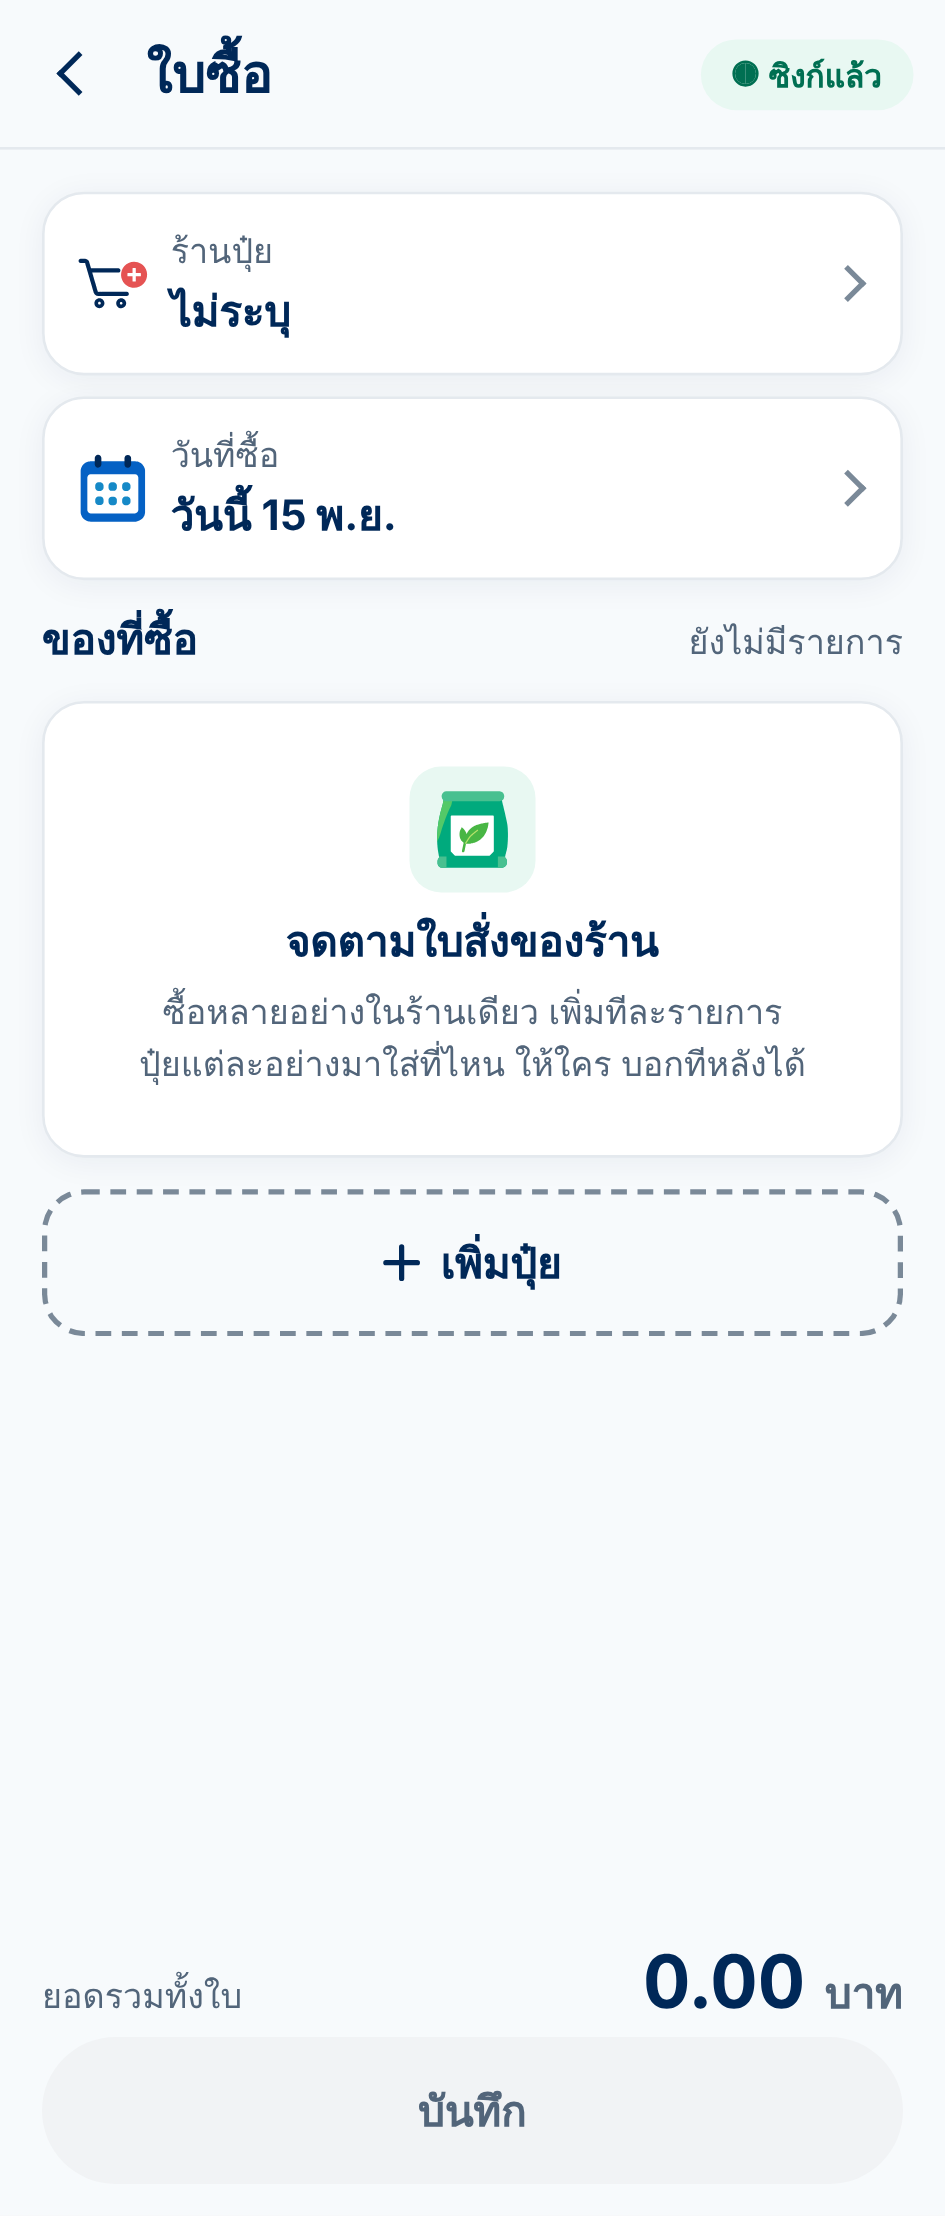 ใบซื้อ
ซิงก์แล้ว
ร้านปุ๋ย
ไม่ระบุ
วันที่ซื้อ
วันนี้ 15 พ.ย.
ของที่ซื้อ
ยังไม่มีรายการ
จดตามใบสั่งของร้าน
ซื้อหลายอย่างในร้านเดียว เพิ่มทีละรายการ
ปุ๋ยแต่ละอย่างมาใส่ที่ไหน ให้ใคร บอกทีหลังได้
เพิ่มปุ๋ย
ยอดรวมทั้งใบ
0.00 บาท
บันทึก